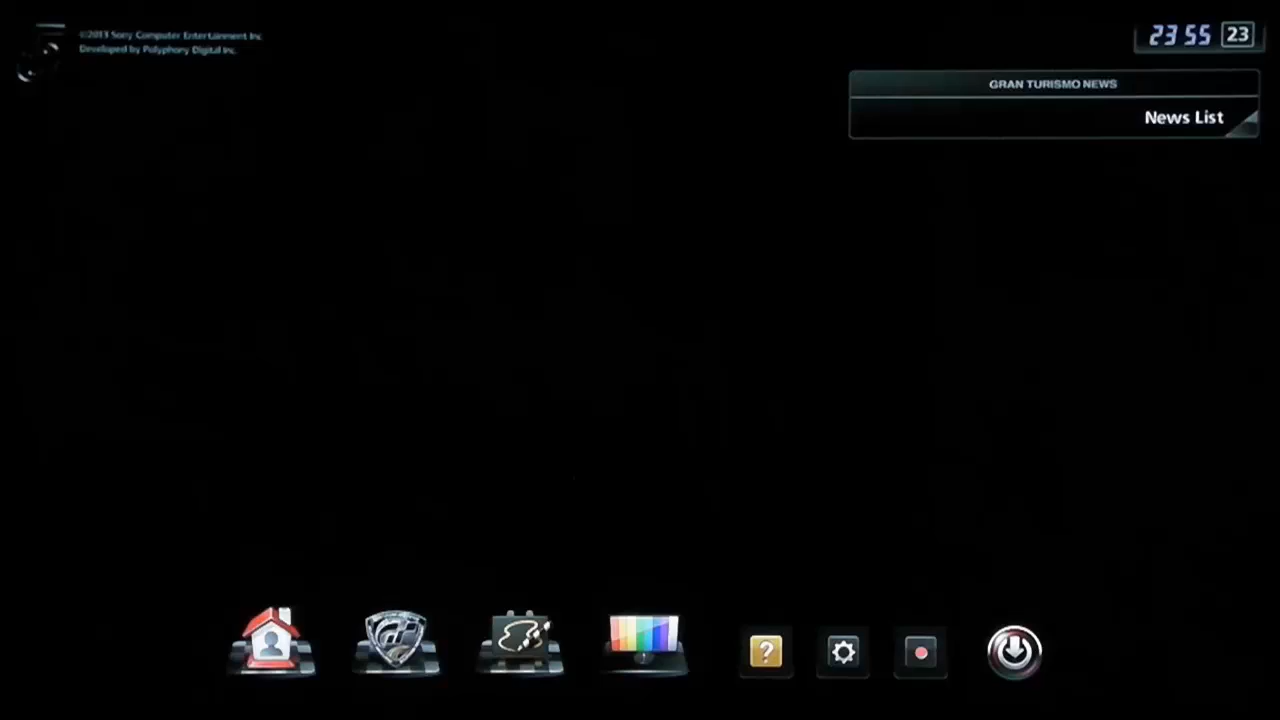 ©2013 Sony Computer Entertainment Inc.
Developed by Polyphony Digital Inc.
23 55 23
GRAN TURISMO NEWS
News List
?